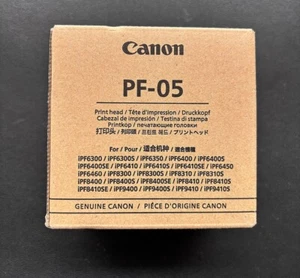 Canon
PF-05
Print head / Tête d'impression / Druckkopf
Cabezal de impresión / Testina di stampa
Printkop / печатающие головки
打印头 / 列印頭 / 프린트 헤드 / プリントヘッド
For / Pour / 适合机种 / 適合機種
iPF6300 / iPF6300S / iPF6350 / iPF6400 / iPF6400S
iPF6400SE / iPF6410 / iPF6410S / iPF6410SE / iPF6450
iPF6460 / iPF8300 / iPF8300S / iPF8310 / iPF8310S
iPF8400 / iPF8400S / iPF8400SE / iPF8410 / iPF8410S
iPF8410SE / iPF9400 / iPF9400S / iPF9410 / iPF9410S
GENUINE CANON / PIÈCE D'ORIGINE CANON